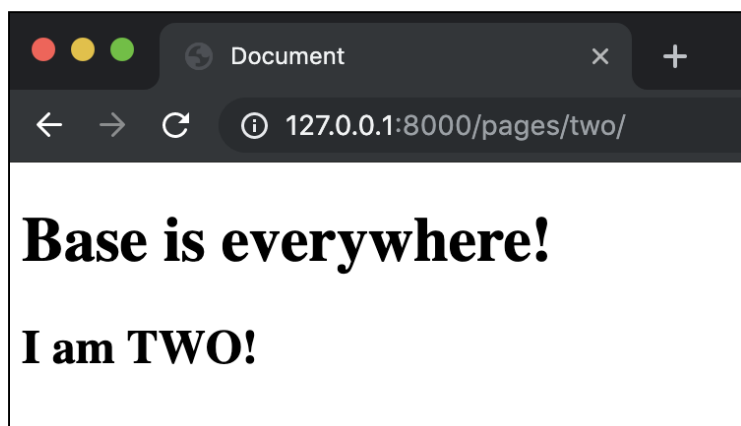 Document
127.0.0.1:8000/pages/two/
Base is everywhere!
I am TWO!